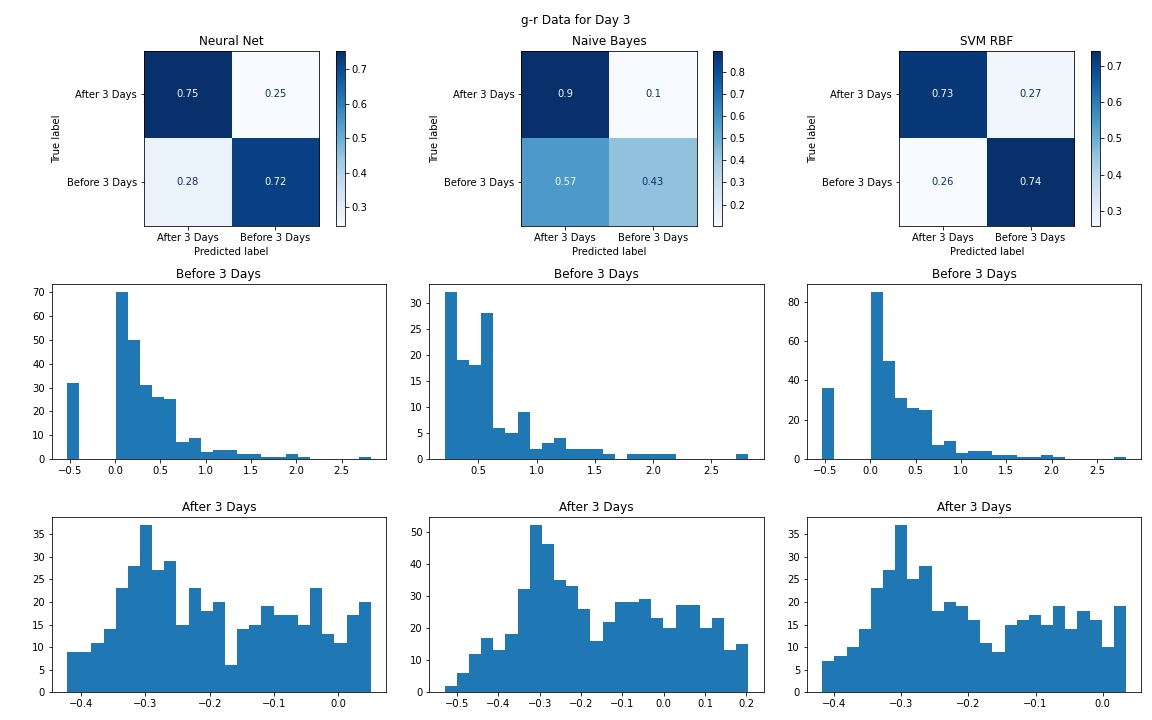 g-r Data for Day 3
Neural Net
After 3 Days
Before 3 Days
True label
0.75 0.25
0.28 0.72
After 3 Days Before 3 Days
Predicted label
0.7
0.6
0.5
0.4
0.3
Naive Bayes
After 3 Days
Before 3 Days
True label
0.9 0.1
0.57 0.43
After 3 Days Before 3 Days
Predicted label
0.8
0.7
0.6
0.5
0.4
0.3
0.2
SVM RBF
After 3 Days
Before 3 Days
True label
0.73 0.27
0.26 0.74
After 3 Days Before 3 Days
Predicted label
0.7
0.6
0.5
0.4
0.3
Before 3 Days
70
60
50
40
30
20
10
0
−0.5 0.0 0.5 1.0 1.5 2.0 2.5
Before 3 Days
30
25
20
15
10
5
0
0.5 1.0 1.5 2.0 2.5
Before 3 Days
80
60
40
20
0
−0.5 0.0 0.5 1.0 1.5 2.0 2.5
After 3 Days
35
30
25
20
15
10
5
0
−0.4 −0.3 −0.2 −0.1 0.0
After 3 Days
50
40
30
20
10
0
−0.5 −0.4 −0.3 −0.2 −0.1 0.0 0.1 0.2
After 3 Days
35
30
25
20
15
10
5
0
−0.4 −0.3 −0.2 −0.1 0.0